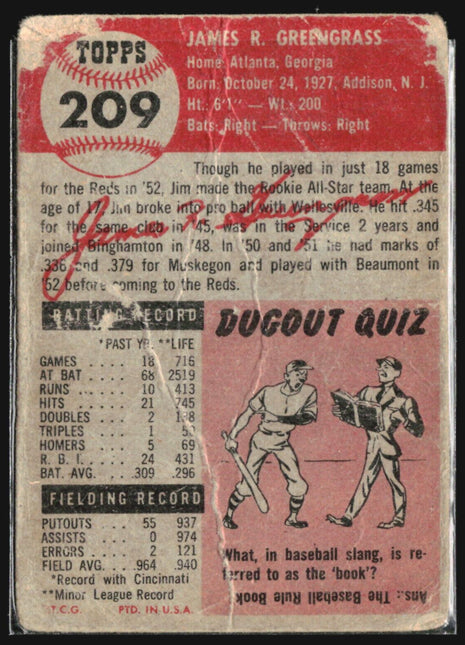 TOPPS
209
JAMES R. GREENGRASS
Home: Atlanta, Georgia
Born: October 24, 1927, Addison, N. J.
Ht.: 6'1" — Wt.: 200
Bats: Right — Throws: Right
Though he played in just 18 games
for the Reds in '52, Jim made the Rookie All-Star team. At the
age of 17, Jim broke into pro ball with Wellesville. He hit .345
for the same club in '45, was in the Service 2 years and
joined Binghamton in '48. In '50 and '51 he had marks of
.336 and .379 for Muskegon and played with Beaumont in
'52 before coming to the Reds.
BATTING RECORD
*PAST YR. **LIFE
GAMES .... 18 716
AT BAT .... 68 2519
RUNS .... 10 413
HITS .... 21 745
DOUBLES .. 2 138
TRIPLES ... 1
HOMERS ... 5 69
R. B. I. .... 24 431
BAT. AVG. ... .309 .296
FIELDING RECORD
PUTOUTS .. 55 937
ASSISTS ... 0 974
ERRORS ... 2 121
FIELD AVG. ... .964 .940
*Record with Cincinnati
**Minor League Record
T.C.G. PTD. IN U.S.A.
DUGOUT QUIZ
What, in baseball slang, is re-
ferred to as the 'book'?
Ans.: The Baseball Rule Book